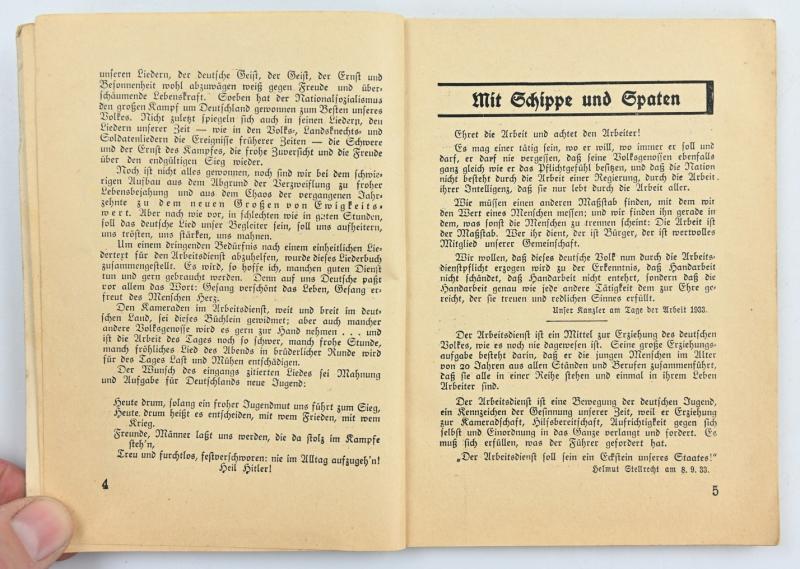 unseren Liedern, der deutsche Geist, der Geist, der Ernst und
Besonnenheit wohl abzuwägen weiß gegen Freude und über-
schäumende Lebenskraft. Soeben hat der Nationalsozialismus
den großen Kampf um Deutschland gewonnen zum Besten unseres
Volkes. Nicht zuletzt spiegeln sich auch in seinen Liedern, den
Liedern unserer Zeit — wie in den Volks-, Landsknechts- und
Soldatenliedern die Ereignisse früherer Zeiten — die Schwere
und der Ernst des Kampfes, die frohe Zuversicht und die Freude
über den endgültigen Sieg wieder.
Noch ist nicht alles gewonnen, noch sind wir bei dem schwie-
rigen Aufbau aus dem Abgrund der Verzweiflung zu froher
Lebensbejahung und aus dem Chaos der vergangenen Jahr-
zehnte zu dem neuen Großen von Ewigkeits-
wert. Aber nach wie vor, in schlechten wie in guten Stunden,
soll das deutsche Lied unser Begleiter sein, soll uns aufheitern,
uns trösten, uns stärken, uns mahnen.
Um einem dringenden Bedürfnis nach einem einheitlichen Lie-
dertext für den Arbeitsdienst abzuhelfen, wurde dieses Liederbuch
zusammengestellt. Es wird, so hoffe ich, manchen guten Dienst
tun und gern gebraucht werden. Denn auf uns Deutsche paßt
vor allem das Wort: Gesang verschönt das Leben, Gesang er-
freut des Menschen Herz.
Den Kameraden im Arbeitsdienst, weit und breit im deut-
schen Land, sei dieses Büchlein gewidmet; aber auch mancher
andere Volksgenosse wird es gern zur Hand nehmen . . . und
ist die Arbeit des Tages noch so schwer, manch frohe Stunde,
manch fröhliches Lied des Abends in brüderlicher Runde wird
für des Tages Last und Mühen entschädigen.
Der Wunsch des eingangs zitierten Liedes sei Mahnung
und Aufgabe für Deutschlands neue Jugend:
Heute drum, solang ein froher Jugendmut uns führt zum Sieg,
Heute drum heißt es entscheiden, mit wem Frieden, mit wem
Krieg.
Freunde, Männer laßt uns werden, die da stolz im Kampfe
steh'n,
Treu und furchtlos, festverschworen: nie im Alltag aufzugeh'n!
Heil Hitler!
4
Mit Schippe und Spaten
Ehret die Arbeit und achtet den Arbeiter!
Es mag einer tätig sein, wo er will, wo immer er soll und
darf, er darf nie vergessen, daß seine Volksgenossen ebenfalls
ganz gleich wie er das Pflichtgefühl besitzen, und daß die Nation
nicht besteht durch die Arbeit einer Regierung, durch die Arbeit
ihrer Intelligenz, daß sie nur lebt durch die Arbeit aller.
Wie müssen einen anderen Maßstab finden, mit dem wir
den Wert eines Menschen messen; und wir finden ihn gerade in
dem, was sonst die Menschen zu trennen scheint: Die Arbeit ist
der Maßstab. Wer ihr dient, der ist Bürger, der ist wertvolles
Mitglied unserer Gemeinschaft.
Wir wollen, daß dieses deutsche Volk nun durch die Arbeits-
dienstpflicht erzogen wird zu der Erkenntnis, daß Handarbeit
nicht schändet, daß Handarbeit nicht entehrt, sondern daß die
Handarbeit genau wie jede andere Tätigkeit dem zur Ehre ge-
reicht, der sie treuen und redlichen Sinnes erfüllt.
Unser Kanzler am Tage der Arbeit 1933.
Der Arbeitsdienst ist ein Mittel zur Erziehung des deutschen
Volkes, wie es noch nie dagewesen ist. Seine große Erziehungs-
aufgabe besteht darin, daß er die jungen Menschen im Alter
von 20 Jahren aus allen Ständen und Berufen zusammenführt,
daß sie alle in einer Reihe stehen und einmal in ihrem Leben
Arbeiter sind.
Der Arbeitsdienst ist eine Bewegung der deutschen Jugend,
ein Kennzeichen der Gesinnung unserer Zeit, weil er Erziehung
zur Kameradschaft, Hilfsbereitschaft, Aufrichtigkeit gegen sich
selbst und Einordnung in das Ganze verlangt und fordert. Es
muß sich erfüllen, was der Führer gefordert hat.
„Der Arbeitsdienst soll sein ein Eckstein unseres Staates!"
Helmut Stellrecht am 8. 9. 33.
5